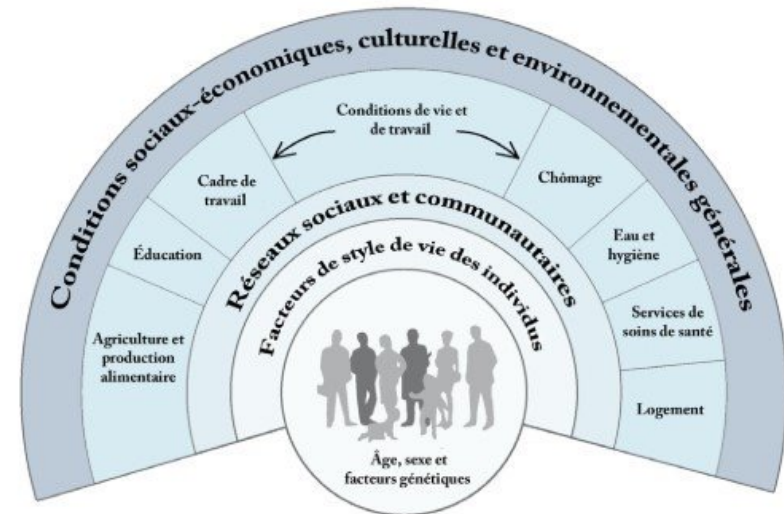 Conditions sociaux-économiques, culturelles et environnementales générales
Conditions de vie et
de travail
Cadre de
travail
Chômage
Éducation
Eau et
hygiène
Agriculture et
production
alimentaire
Services de
soins de santé
Logement
Réseaux sociaux et communautaires
Facteurs de style de vie des individus
Âge, sexe et
facteurs génétiques